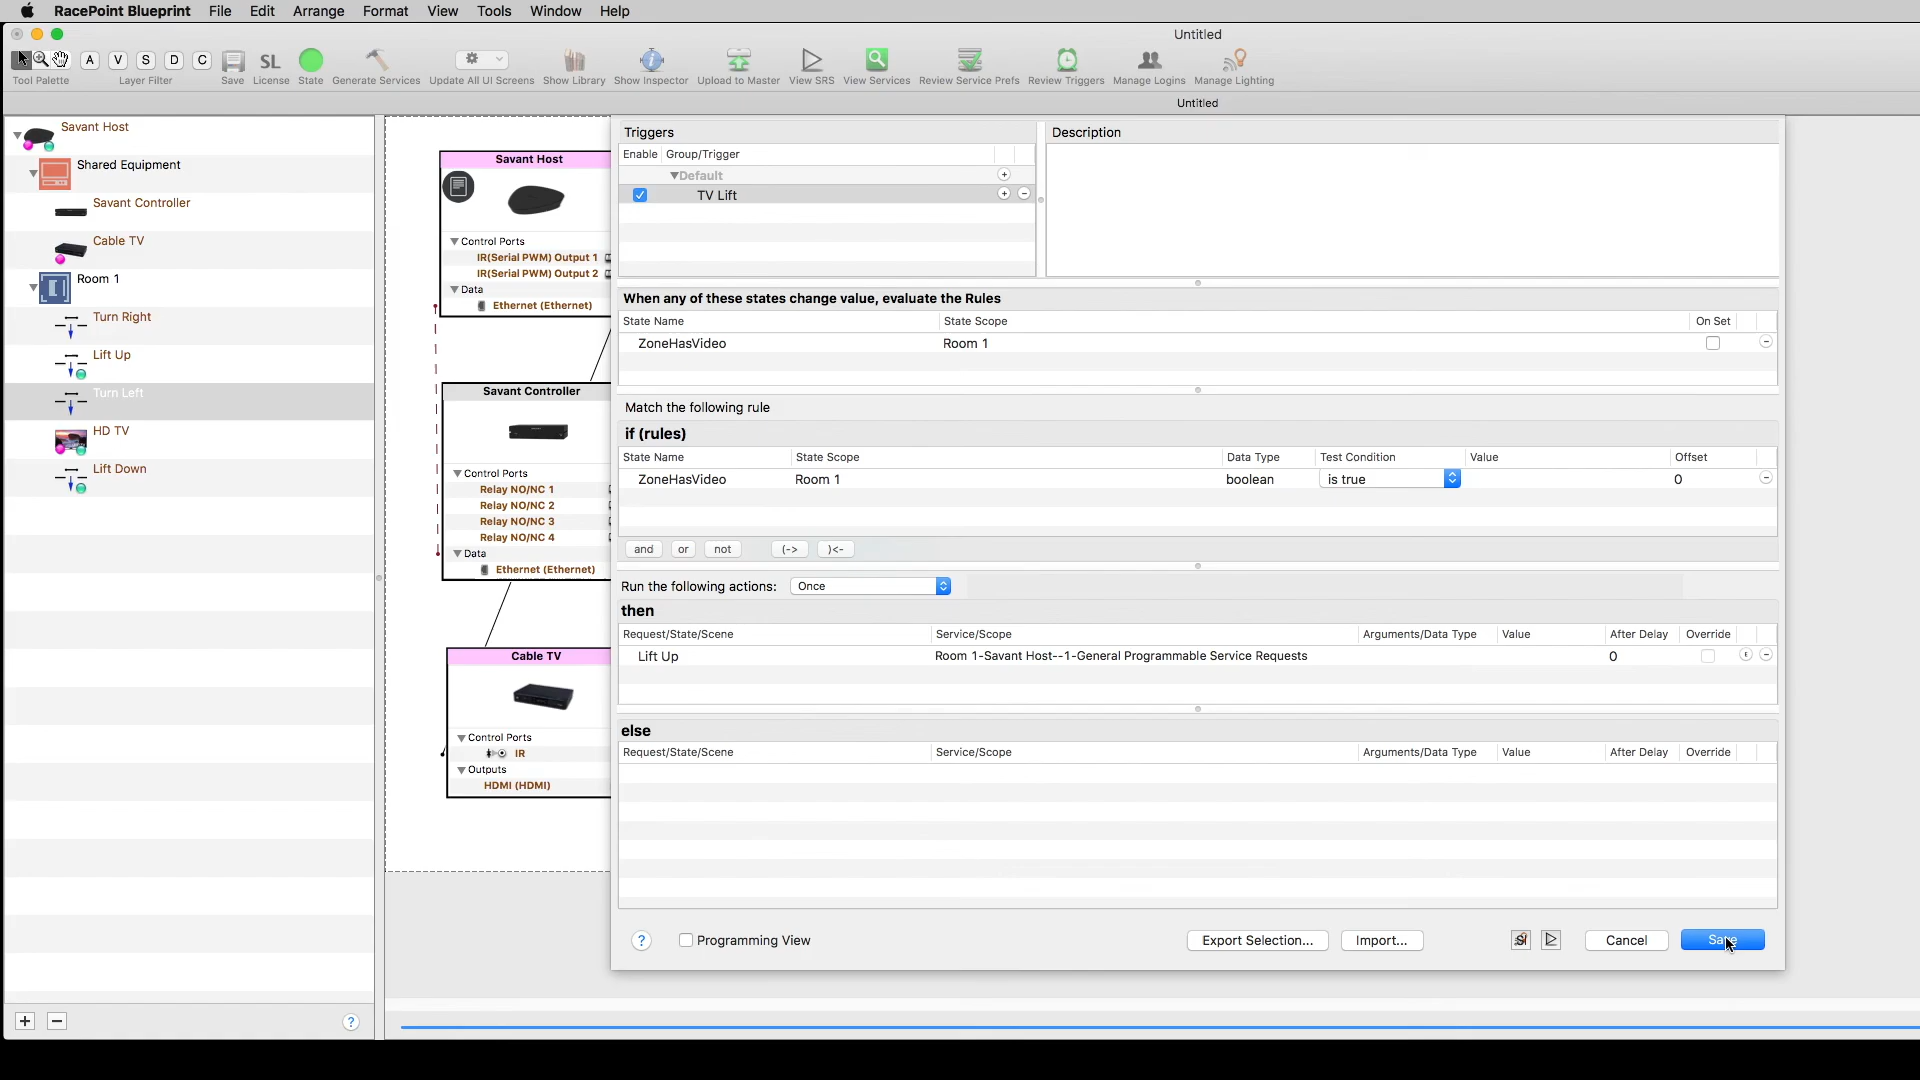 RacePoint Blueprint File Edit Arrange Format View Tools Window Help
Untitled
A V S D C SL
Tool Palette Layer Filter Save License State Generate Services Update All UI Screens Show Library Show Inspector Upload to Master View SRS View Services Review Service Prefs Review Triggers Manage Logins Manage Lighting
Untitled
Savant Host
Shared Equipment
Savant Controller
Cable TV
Room 1
Turn Right
Lift Up
Turn Left
HD TV
Lift Down
Savant Host
Control Ports
IR(Serial PWM) Output 1
IR(Serial PWM) Output 2
Data
Ethernet (Ethernet)
Savant Controller
Control Ports
Relay NO/NC 1
Relay NO/NC 2
Relay NO/NC 3
Relay NO/NC 4
Data
Ethernet (Ethernet)
Cable TV
Control Ports
IR
Outputs
HDMI (HDMI)
Triggers Description
Enable Group/Trigger
Default
TV Lift
When any of these states change value, evaluate the Rules
State Name State Scope On Set
ZoneHasVideo Room 1
Match the following rule
if (rules)
State Name State Scope Data Type Test Condition Value Offset
ZoneHasVideo Room 1 boolean is true 0
and or not (-> )<-
Run the following actions: Once
then
Request/State/Scene Service/Scope Arguments/Data Type Value After Delay Override
Lift Up Room 1-Savant Host--1-General Programmable Service Requests 0
else
Request/State/Scene Service/Scope Arguments/Data Type Value After Delay Override
? Programming View Export Selection... Import... Cancel Save
+ − ?